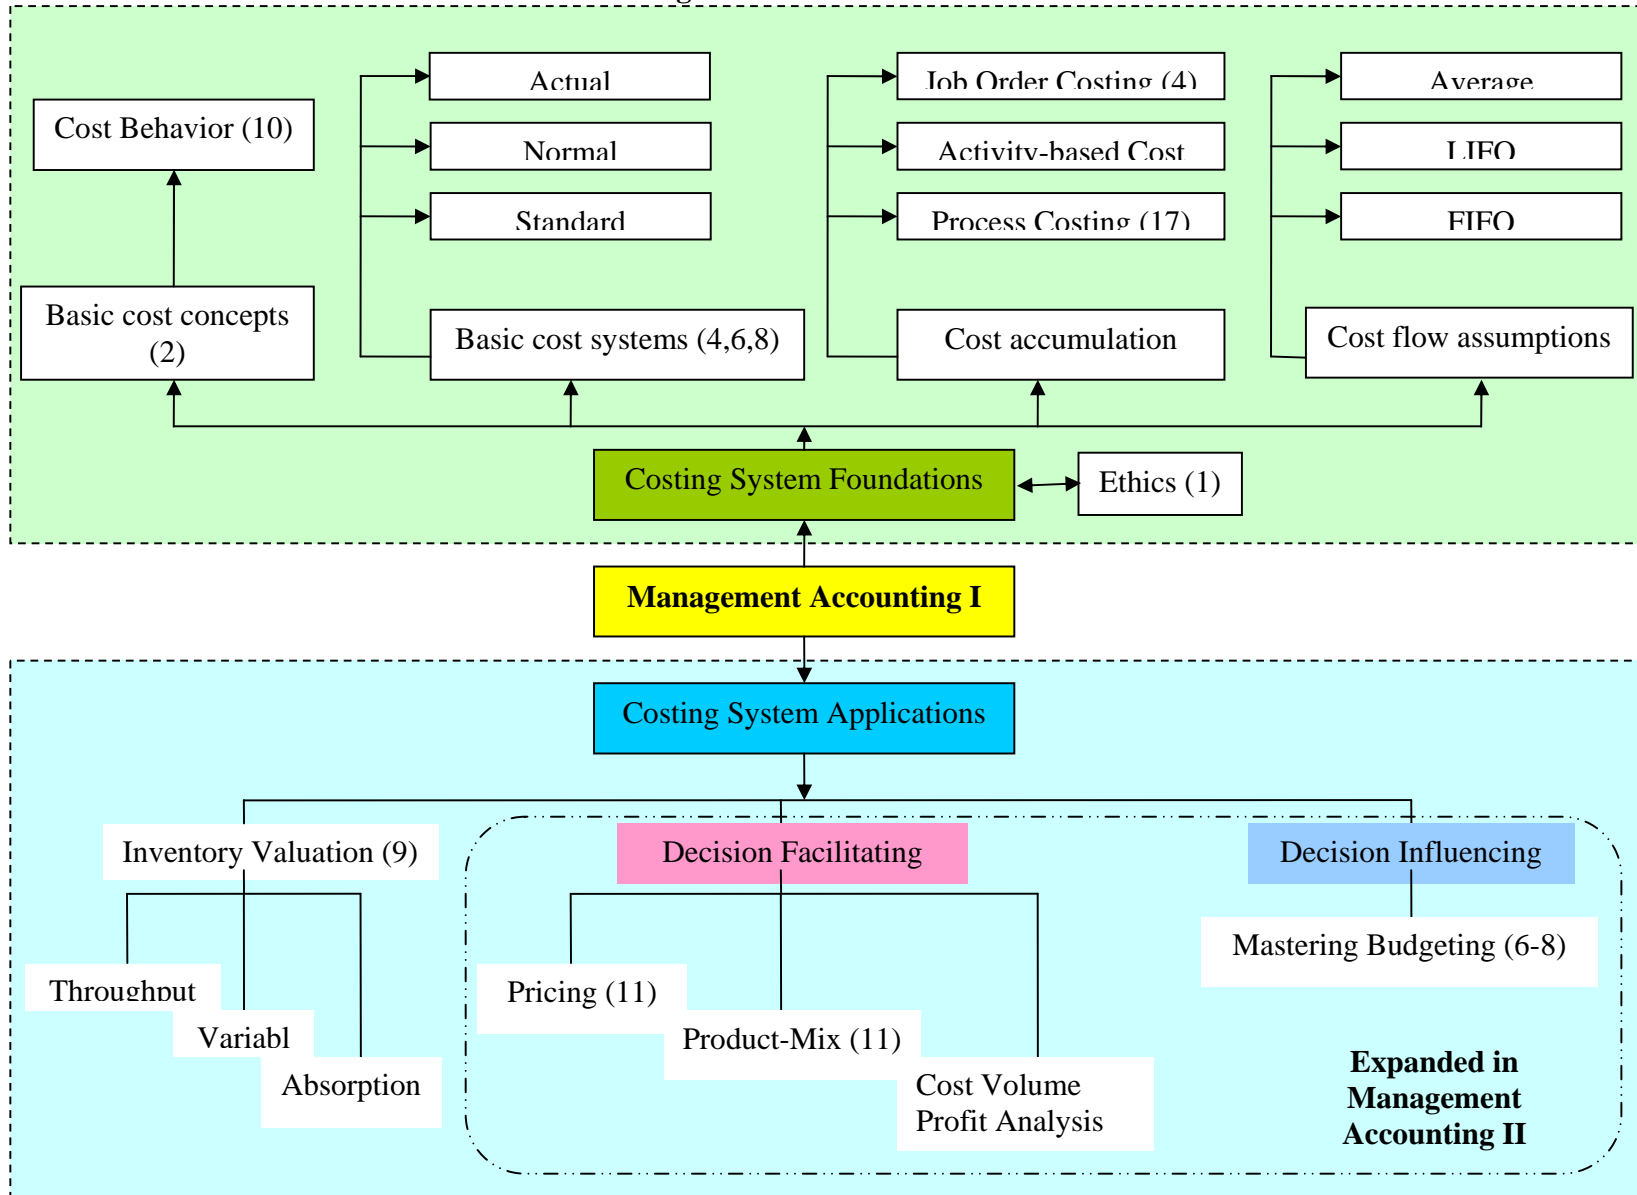 Actual
Job Order Costing (4)
Average
Cost Behavior (10)
Normal
Activity-based Cost
LIFO
Standard
Process Costing (17)
FIFO
Basic cost concepts
(2)
Basic cost systems (4,6,8)
Cost accumulation
Cost flow assumptions
Costing System Foundations
Ethics (1)
Management Accounting I
Costing System Applications
Inventory Valuation (9)
Decision Facilitating
Decision Influencing
Mastering Budgeting (6-8)
Throughput
Variabl
Absorption
Pricing (11)
Product-Mix (11)
Cost Volume
Profit Analysis
Expanded in
Management
Accounting II